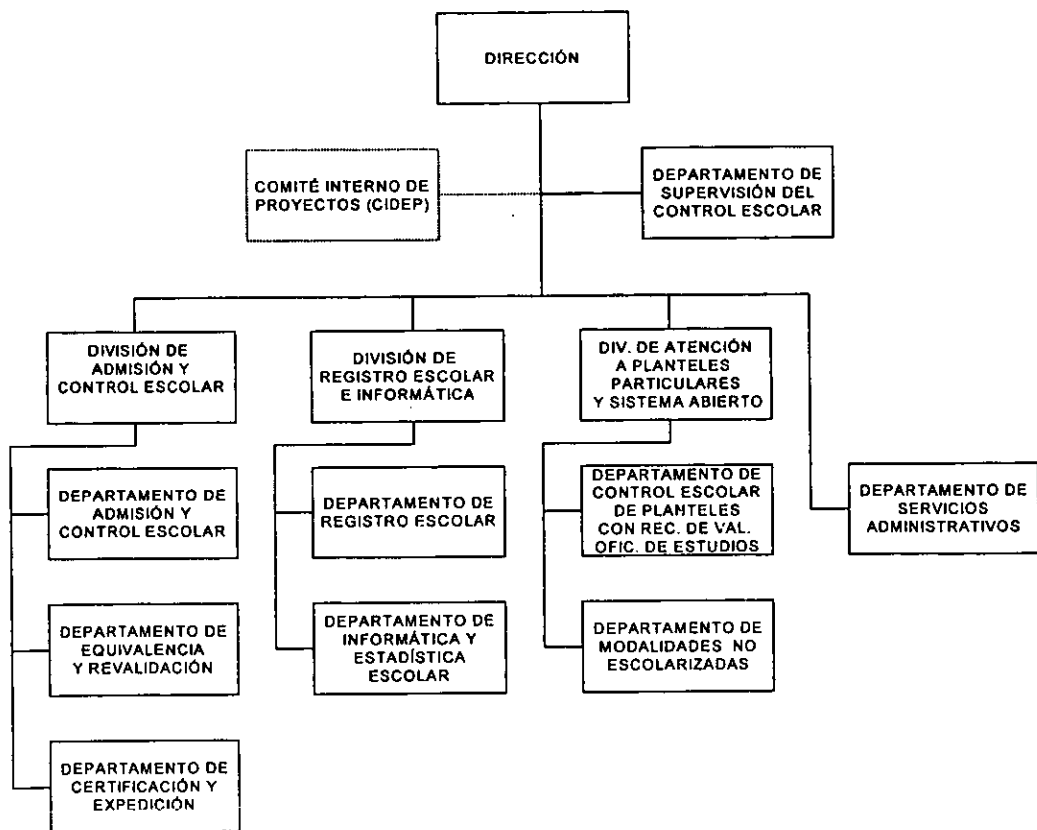 DIRECCIÓN
COMITÉ INTERNO DE
PROYECTOS (CIDEP)
DEPARTAMENTO DE
SUPERVISIÓN DEL
CONTROL ESCOLAR
DIVISIÓN DE
ADMISIÓN Y
CONTROL ESCOLAR
DIVISIÓN DE
REGISTRO ESCOLAR
E INFORMÁTICA
DIV. DE ATENCIÓN
A PLANTELES
PARTICULARES
Y SISTEMA ABIERTO
DEPARTAMENTO DE
ADMISIÓN Y
CONTROL ESCOLAR
DEPARTAMENTO DE
REGISTRO ESCOLAR
DEPARTAMENTO DE
CONTROL ESCOLAR
DE PLANTELES
CON REC. DE VAL.
OFIC. DE ESTUDIOS
DEPARTAMENTO DE
SERVICIOS
ADMINISTRATIVOS
DEPARTAMENTO DE
EQUIVALENCIA
Y REVALIDACIÓN
DEPARTAMENTO DE
INFORMÁTICA Y
ESTADÍSTICA
ESCOLAR
DEPARTAMENTO DE
MODALIDADES NO
ESCOLARIZADAS
DEPARTAMENTO DE
CERTIFICACIÓN Y
EXPEDICIÓN